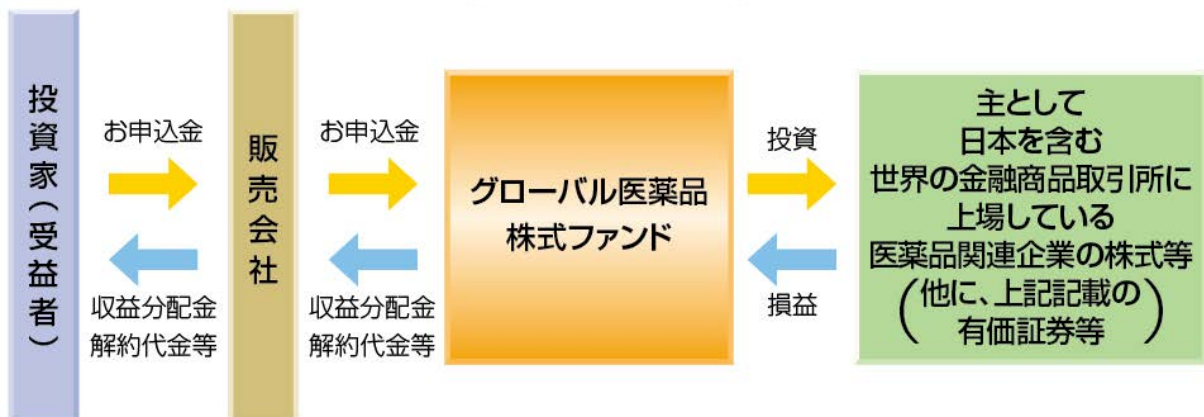 投資家（受益者）
お申込金
収益分配金
解約代金等
販売会社
お申込金
収益分配金
解約代金等
グローバル医薬品
株式ファンド
投資
損益
主として
日本を含む
世界の金融商品取引所に
上場している
医薬品関連企業の株式等
（他に、上記記載の
有価証券等）